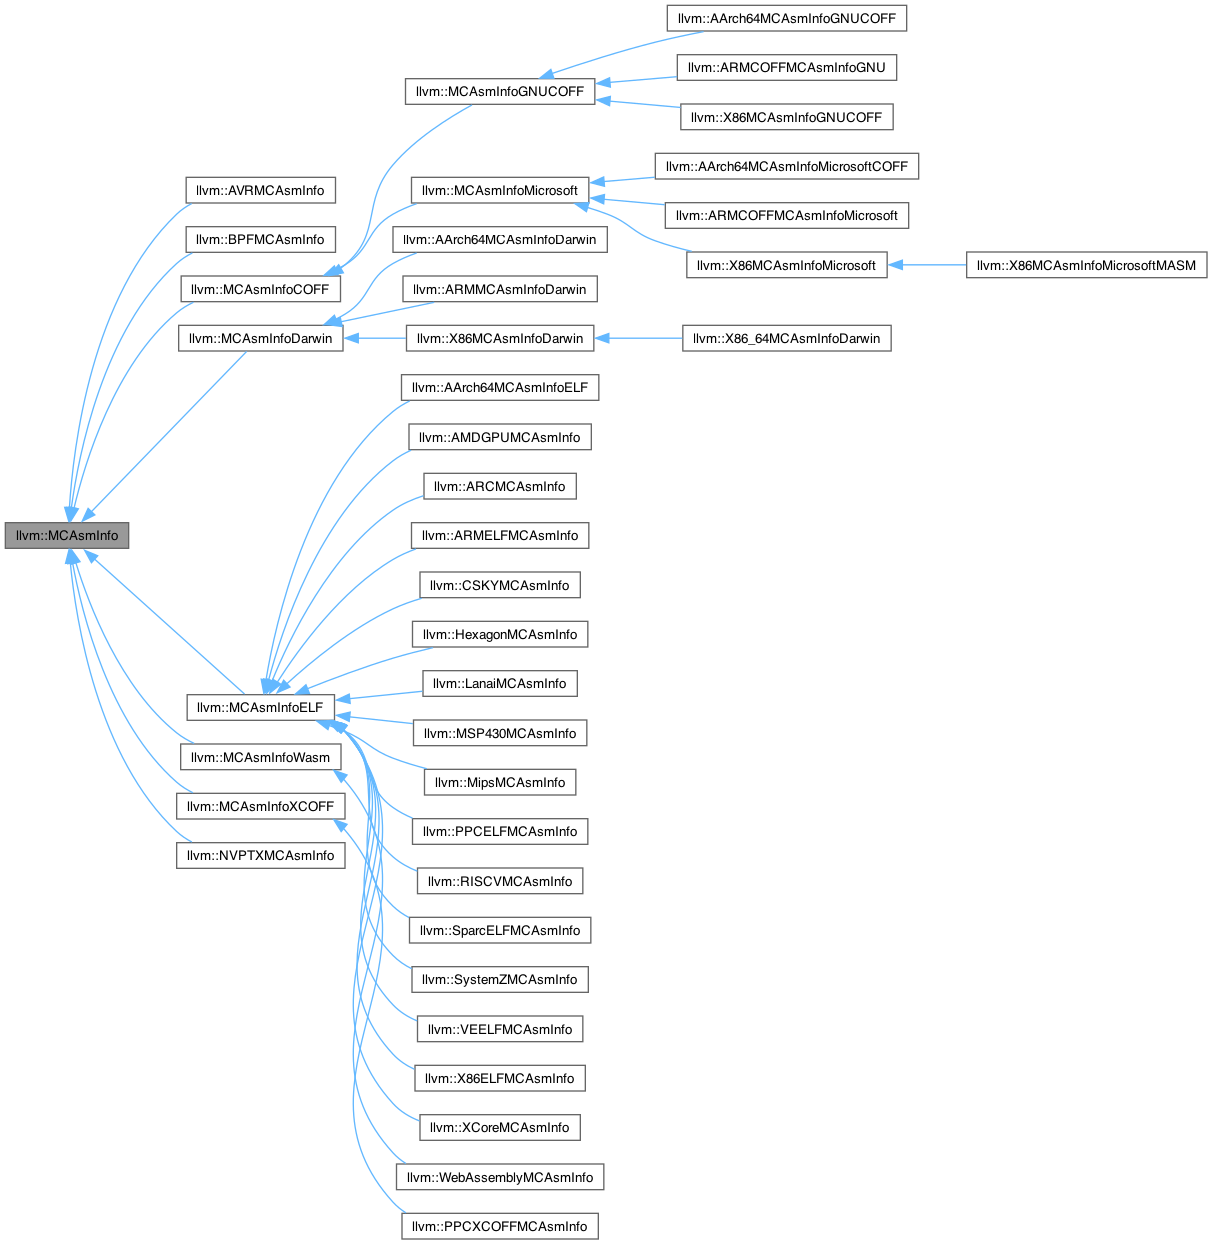 llvm::MCAsmInfo
llvm::AVRMCAsmInfo
llvm::BPFMCAsmInfo
llvm::MCAsmInfoCOFF
llvm::MCAsmInfoDarwin
llvm::MCAsmInfoELF
llvm::MCAsmInfoWasm
llvm::MCAsmInfoXCOFF
llvm::NVPTXMCAsmInfo
llvm::MCAsmInfoGNUCOFF
llvm::MCAsmInfoMicrosoft
llvm::AArch64MCAsmInfoDarwin
llvm::ARMMCAsmInfoDarwin
llvm::X86MCAsmInfoDarwin
llvm::AArch64MCAsmInfoELF
llvm::AMDGPUMCAsmInfo
llvm::ARCMCAsmInfo
llvm::ARMELFMCAsmInfo
llvm::CSKYMCAsmInfo
llvm::HexagonMCAsmInfo
llvm::LanaiMCAsmInfo
llvm::MSP430MCAsmInfo
llvm::MipsMCAsmInfo
llvm::PPCELFMCAsmInfo
llvm::RISCVMCAsmInfo
llvm::SparcELFMCAsmInfo
llvm::SystemZMCAsmInfo
llvm::VEELFMCAsmInfo
llvm::X86ELFMCAsmInfo
llvm::XCoreMCAsmInfo
llvm::WebAssemblyMCAsmInfo
llvm::PPCXCOFFMCAsmInfo
llvm::AArch64MCAsmInfoGNUCOFF
llvm::ARMCOFFMCAsmInfoGNU
llvm::X86MCAsmInfoGNUCOFF
llvm::AArch64MCAsmInfoMicrosoftCOFF
llvm::ARMCOFFMCAsmInfoMicrosoft
llvm::X86MCAsmInfoMicrosoft
llvm::X86_64MCAsmInfoDarwin
llvm::X86MCAsmInfoMicrosoftMASM